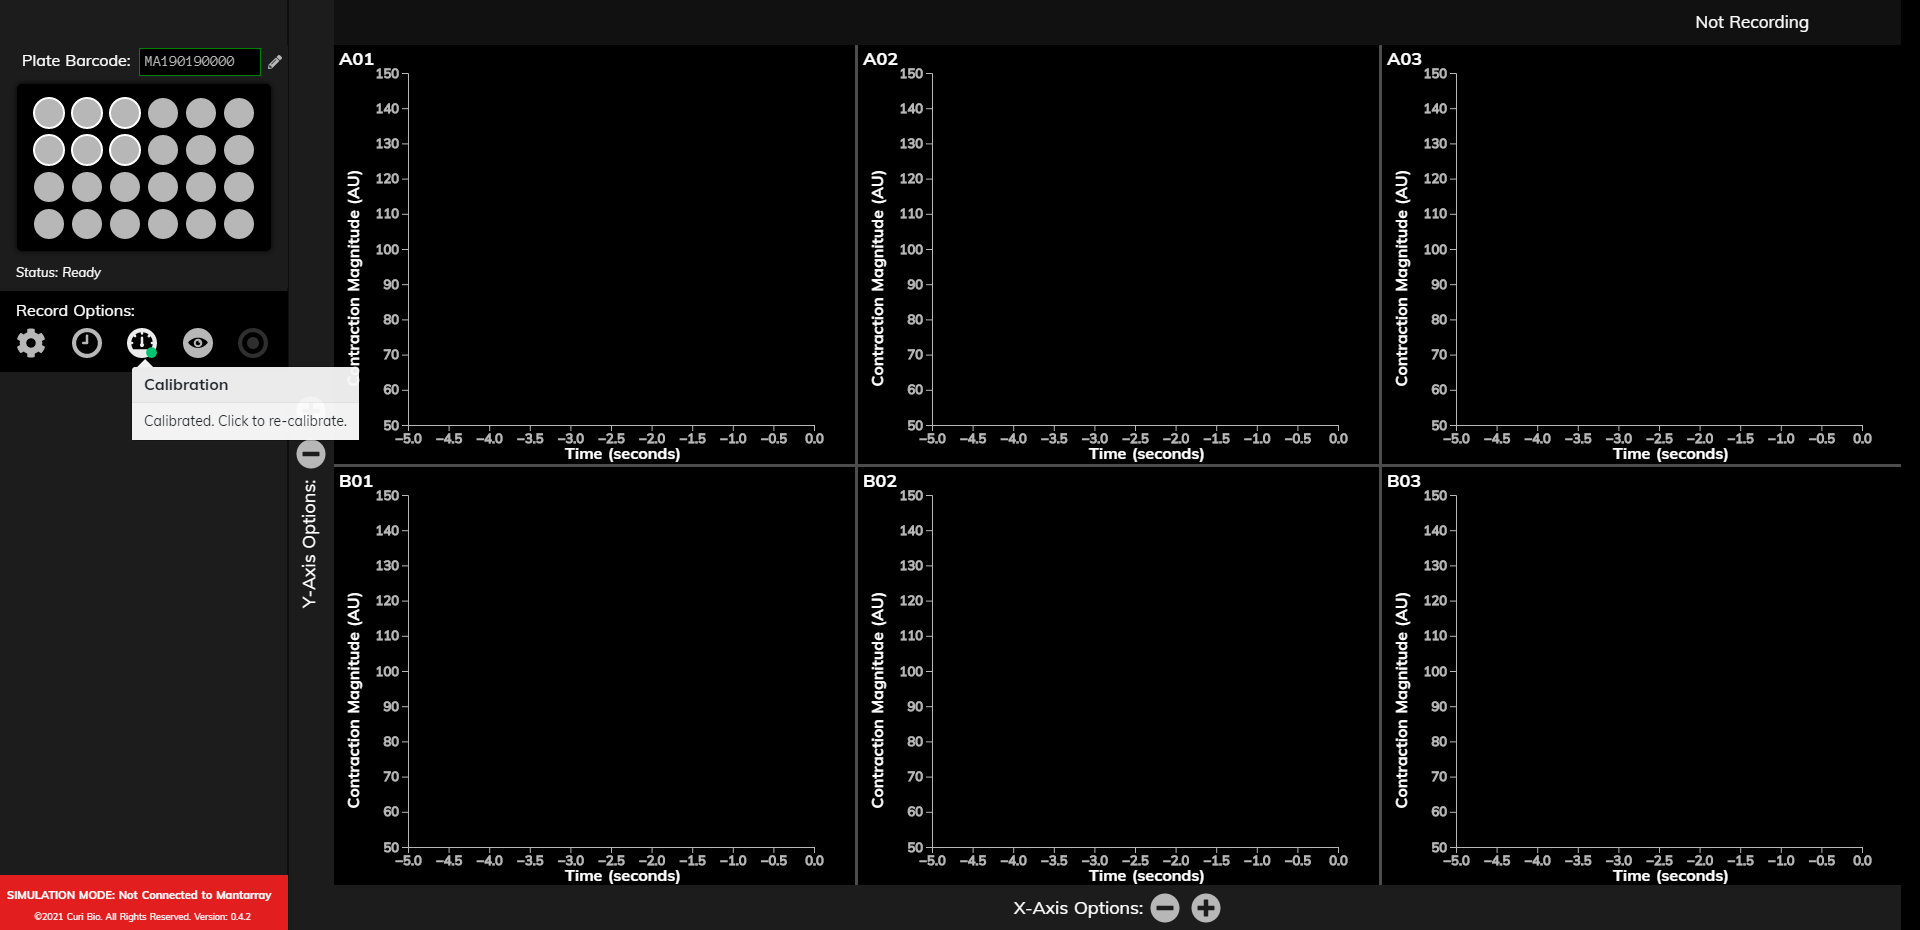 Not Recording
Plate Barcode: MA190190000
Status: Ready
Record Options:
Calibration
Calibrated. Click to re-calibrate.
SIMULATION MODE: Not Connected to Mantarray
©2021 Curi Bio. All Rights Reserved. Version: 0.4.2
Y-Axis Options:
A01
150
140
130
120
110
100
90
80
70
60
50
Contraction Magnitude (AU)
−5.0 −4.5 −4.0 −3.5 −3.0 −2.5 −2.0 −1.5 −1.0 −0.5 0.0
Time (seconds)
A02
150
140
130
120
110
100
90
80
70
60
50
Contraction Magnitude (AU)
−5.0 −4.5 −4.0 −3.5 −3.0 −2.5 −2.0 −1.5 −1.0 −0.5 0.0
Time (seconds)
A03
150
140
130
120
110
100
90
80
70
60
50
Contraction Magnitude (AU)
−5.0 −4.5 −4.0 −3.5 −3.0 −2.5 −2.0 −1.5 −1.0 −0.5 0.0
Time (seconds)
B01
150
140
130
120
110
100
90
80
70
60
50
Contraction Magnitude (AU)
−5.0 −4.5 −4.0 −3.5 −3.0 −2.5 −2.0 −1.5 −1.0 −0.5 0.0
Time (seconds)
B02
150
140
130
120
110
100
90
80
70
60
50
Contraction Magnitude (AU)
−5.0 −4.5 −4.0 −3.5 −3.0 −2.5 −2.0 −1.5 −1.0 −0.5 0.0
Time (seconds)
B03
150
140
130
120
110
100
90
80
70
60
50
Contraction Magnitude (AU)
−5.0 −4.5 −4.0 −3.5 −3.0 −2.5 −2.0 −1.5 −1.0 −0.5 0.0
Time (seconds)
X-Axis Options: